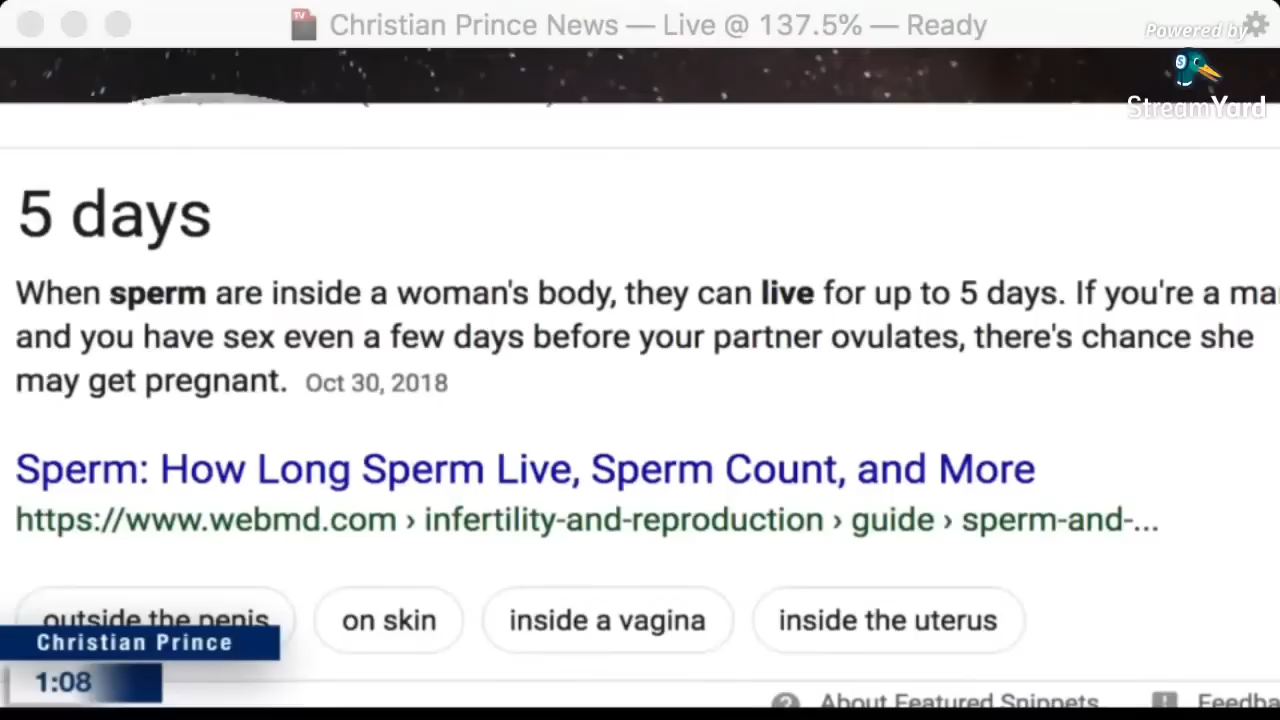 Christian Prince News — Live @ 137.5% — Ready
Powered by
StreamYard
5 days
When sperm are inside a woman's body, they can live for up to 5 days. If you're a ma
and you have sex even a few days before your partner ovulates, there's chance she
may get pregnant. Oct 30, 2018
Sperm: How Long Sperm Live, Sperm Count, and More
https://www.webmd.com › infertility-and-reproduction › guide › sperm-and-...
outside the penis on skin inside a vagina inside the uterus
Christian Prince
1:08
About Featured Snippets Feedba